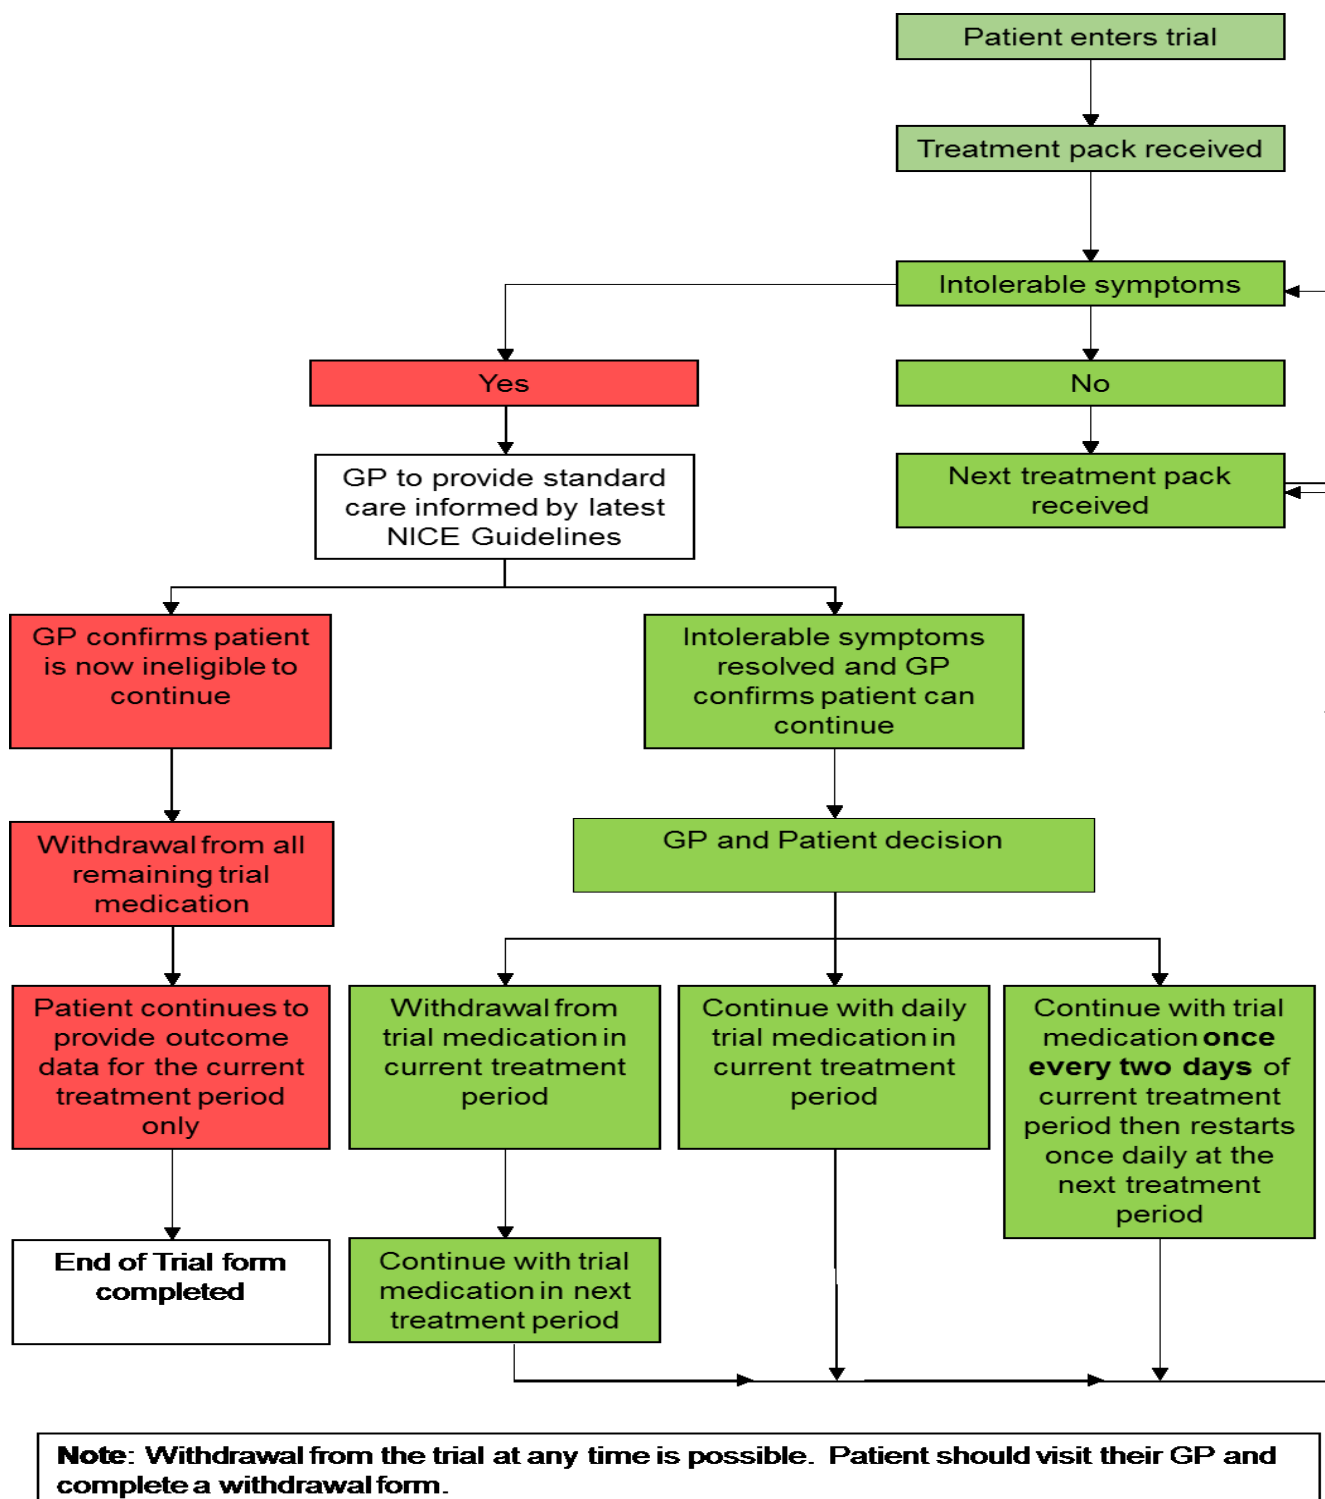 Patient enters trial
Treatment pack received
Intolerable symptoms
Yes
No
GP to provide standard
care informed by latest
NICE Guidelines
Next treatment pack
received
GP confirms patient
is now ineligible to
continue
Intolerable symptoms
resolved and GP
confirms patient can
continue
Withdrawal from all
remaining trial
medication
GP and Patient decision
Patient continues to
provide outcome
data for the current
treatment period
only
Withdrawal from
trial medication in
current treatment
period
Continue with daily
trial medication in
current treatment
period
Continue with trial
medication once
every two days of
current treatment
period then restarts
once daily at the
next treatment
period
End of Trial form
completed
Continue with trial
medication in next
treatment period
Note: Withdrawal from the trial at any time is possible. Patient should visit their GP and
complete a withdrawal form.